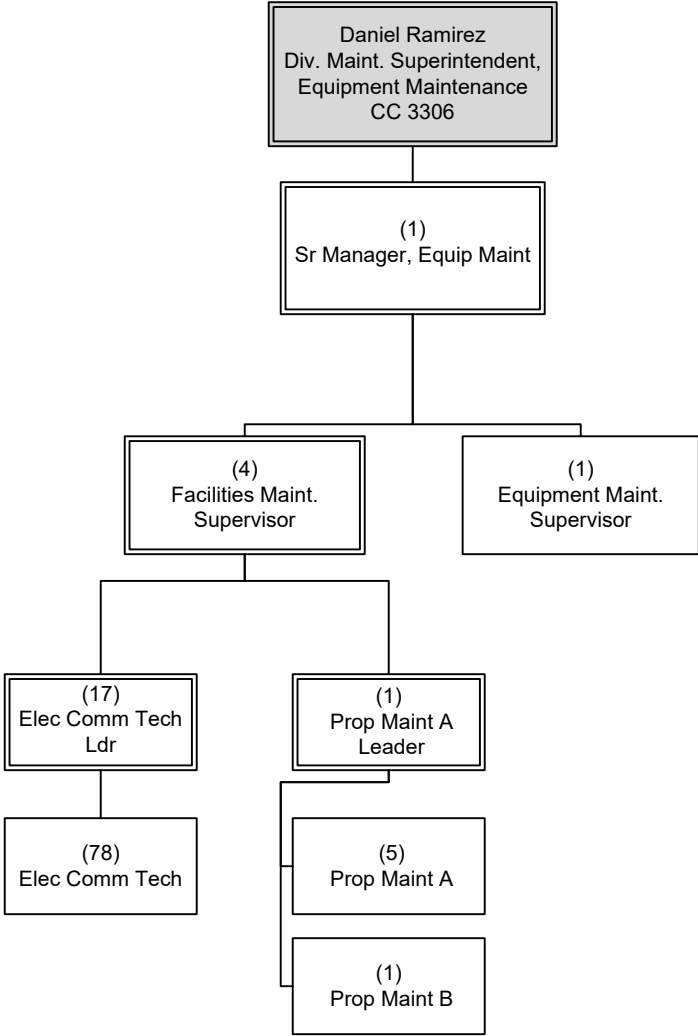 Daniel Ramirez
Div. Maint. Superintendent,
Equipment Maintenance
CC 3306
(1)
Sr Manager, Equip Maint
(4)
Facilities Maint.
Supervisor
(1)
Equipment Maint.
Supervisor
(17)
Elec Comm Tech
Ldr
(1)
Prop Maint A
Leader
(78)
Elec Comm Tech
(5)
Prop Maint A
(1)
Prop Maint B